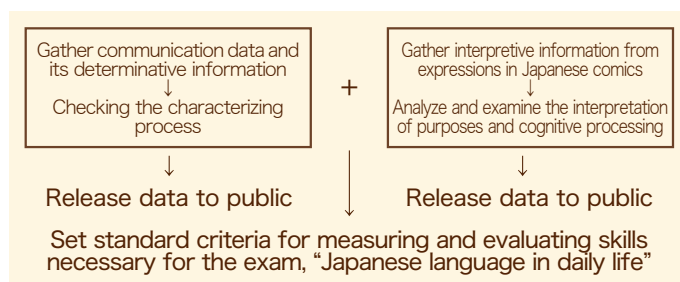 Gather communication data and
its determinative information
↓
Checking the characterizing
process
+
Gather interpretive information from
expressions in Japanese comics
↓
Analyze and examine the interpretation
of purposes and cognitive processing
↓
Release data to public
↓
↓
Release data to public
Set standard criteria for measuring and evaluating skills
necessary for the exam, “Japanese language in daily life”